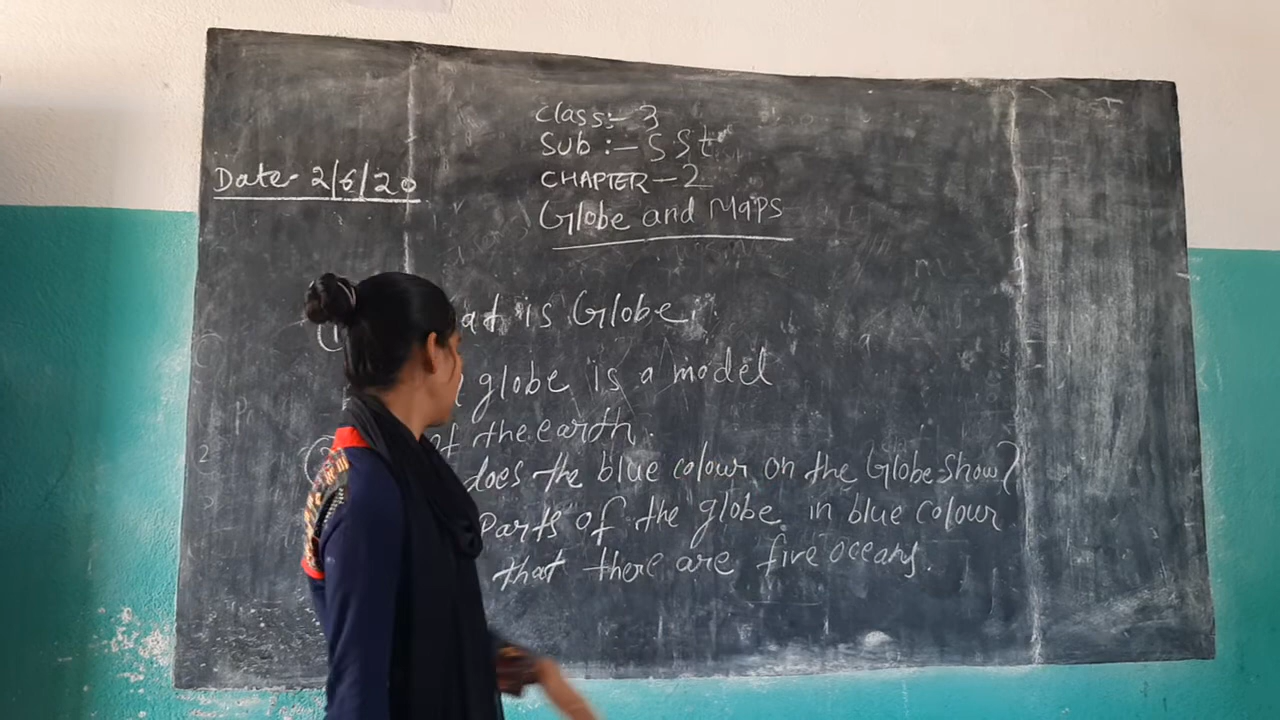 Class:- 3
Sub :- S St
Date- 2/6/20
CHAPTER - 2
Globe and Maps
at is Globe.
globe is a model
of the earth.
does the blue colour on the Globe show?
Parts of the globe in blue colour
that there are five oceans.